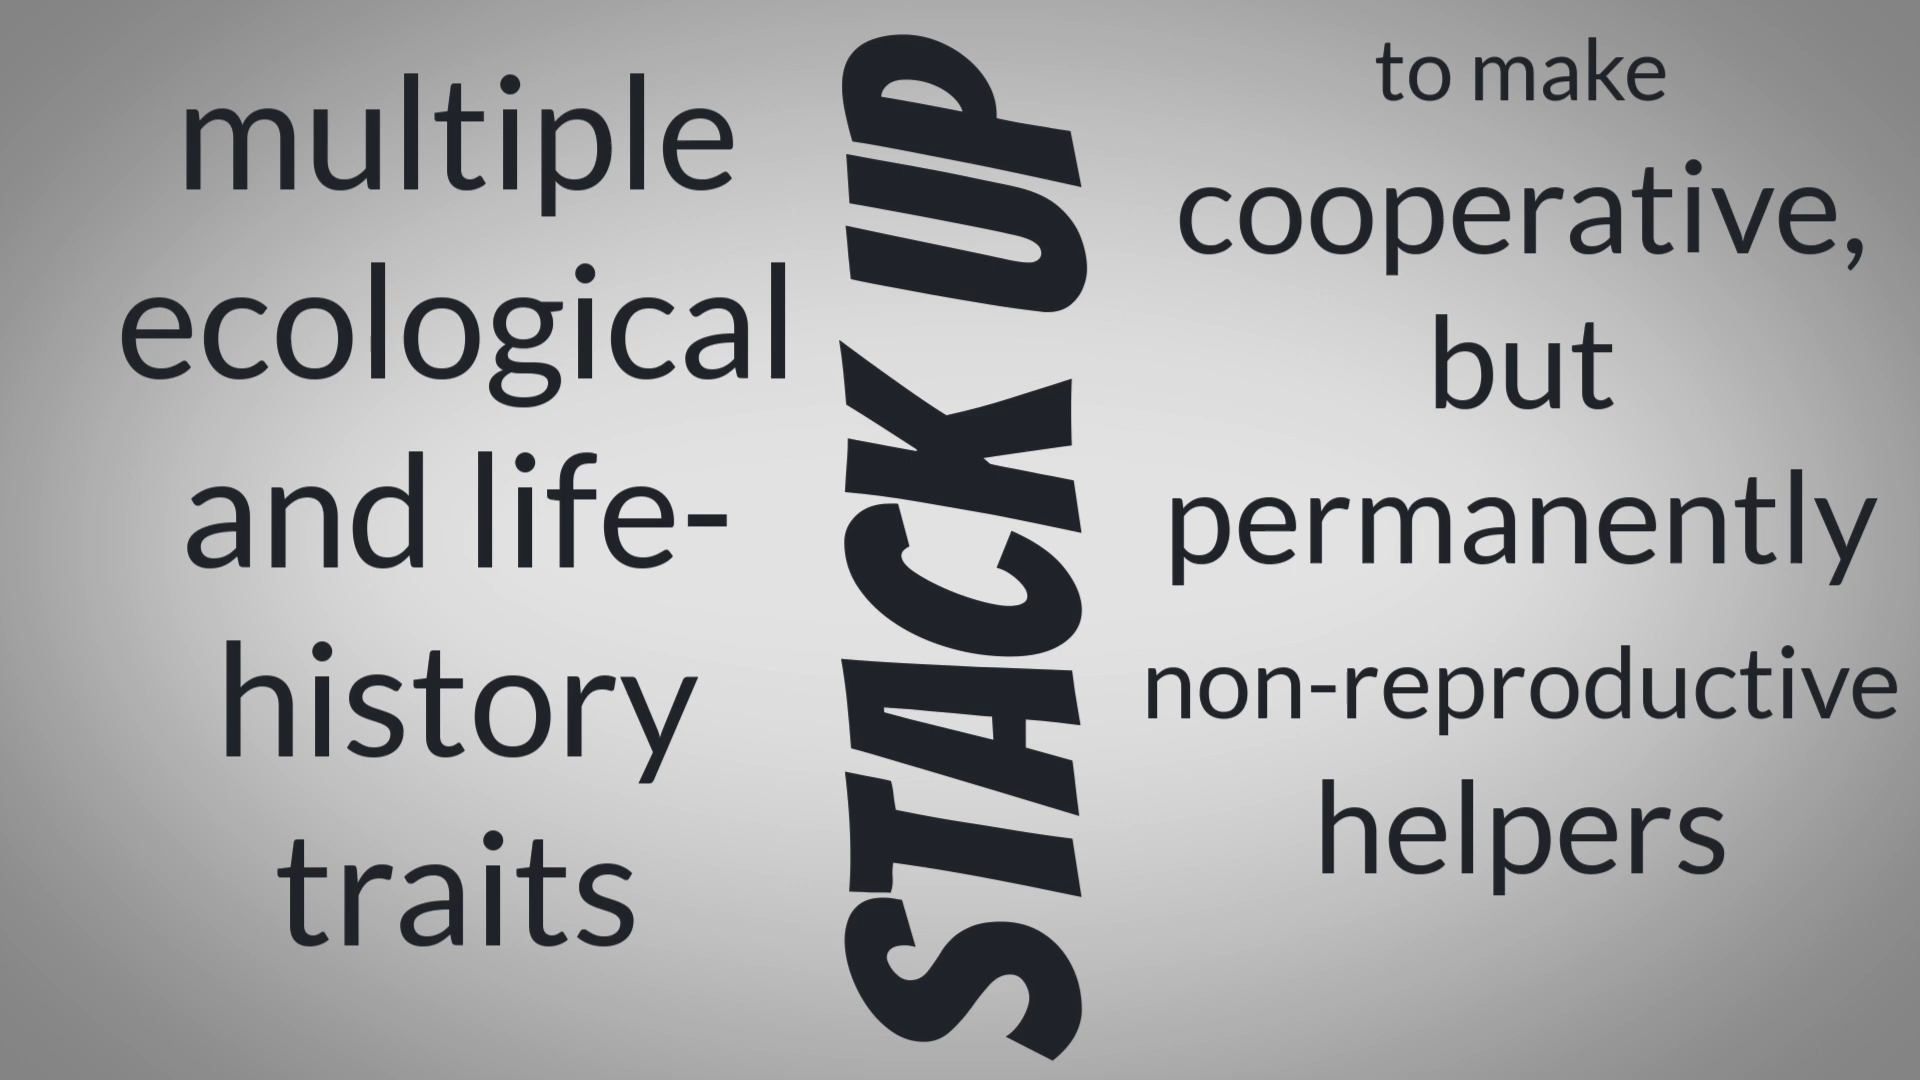 multiple
ecological
and life-
history
traits
STACK UP
to make
cooperative,
but
permanently
non-reproductive
helpers